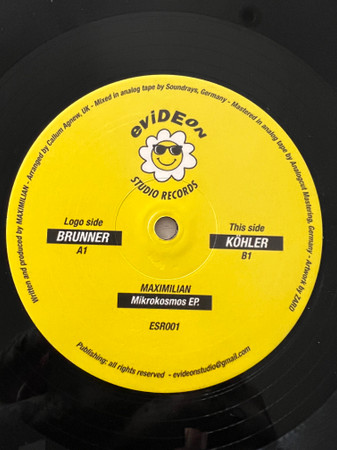 Written and produced by MAXIMILIAN - Arranged by Callum Agnew, UK - Mixed in analog tape by Soundrays, Germany - Mastered in analog tape by Analogcut Mastering, Germany - Artwork by ZARD
eViDEoN
STUDIO RECORDS
Logo side
BRUNNER
A1
This side
KÖHLER
B1
MAXIMILIAN
Mikrokosmos EP.
ESR001
Publishing: all rights reserved - evideonstudio@gmail.com